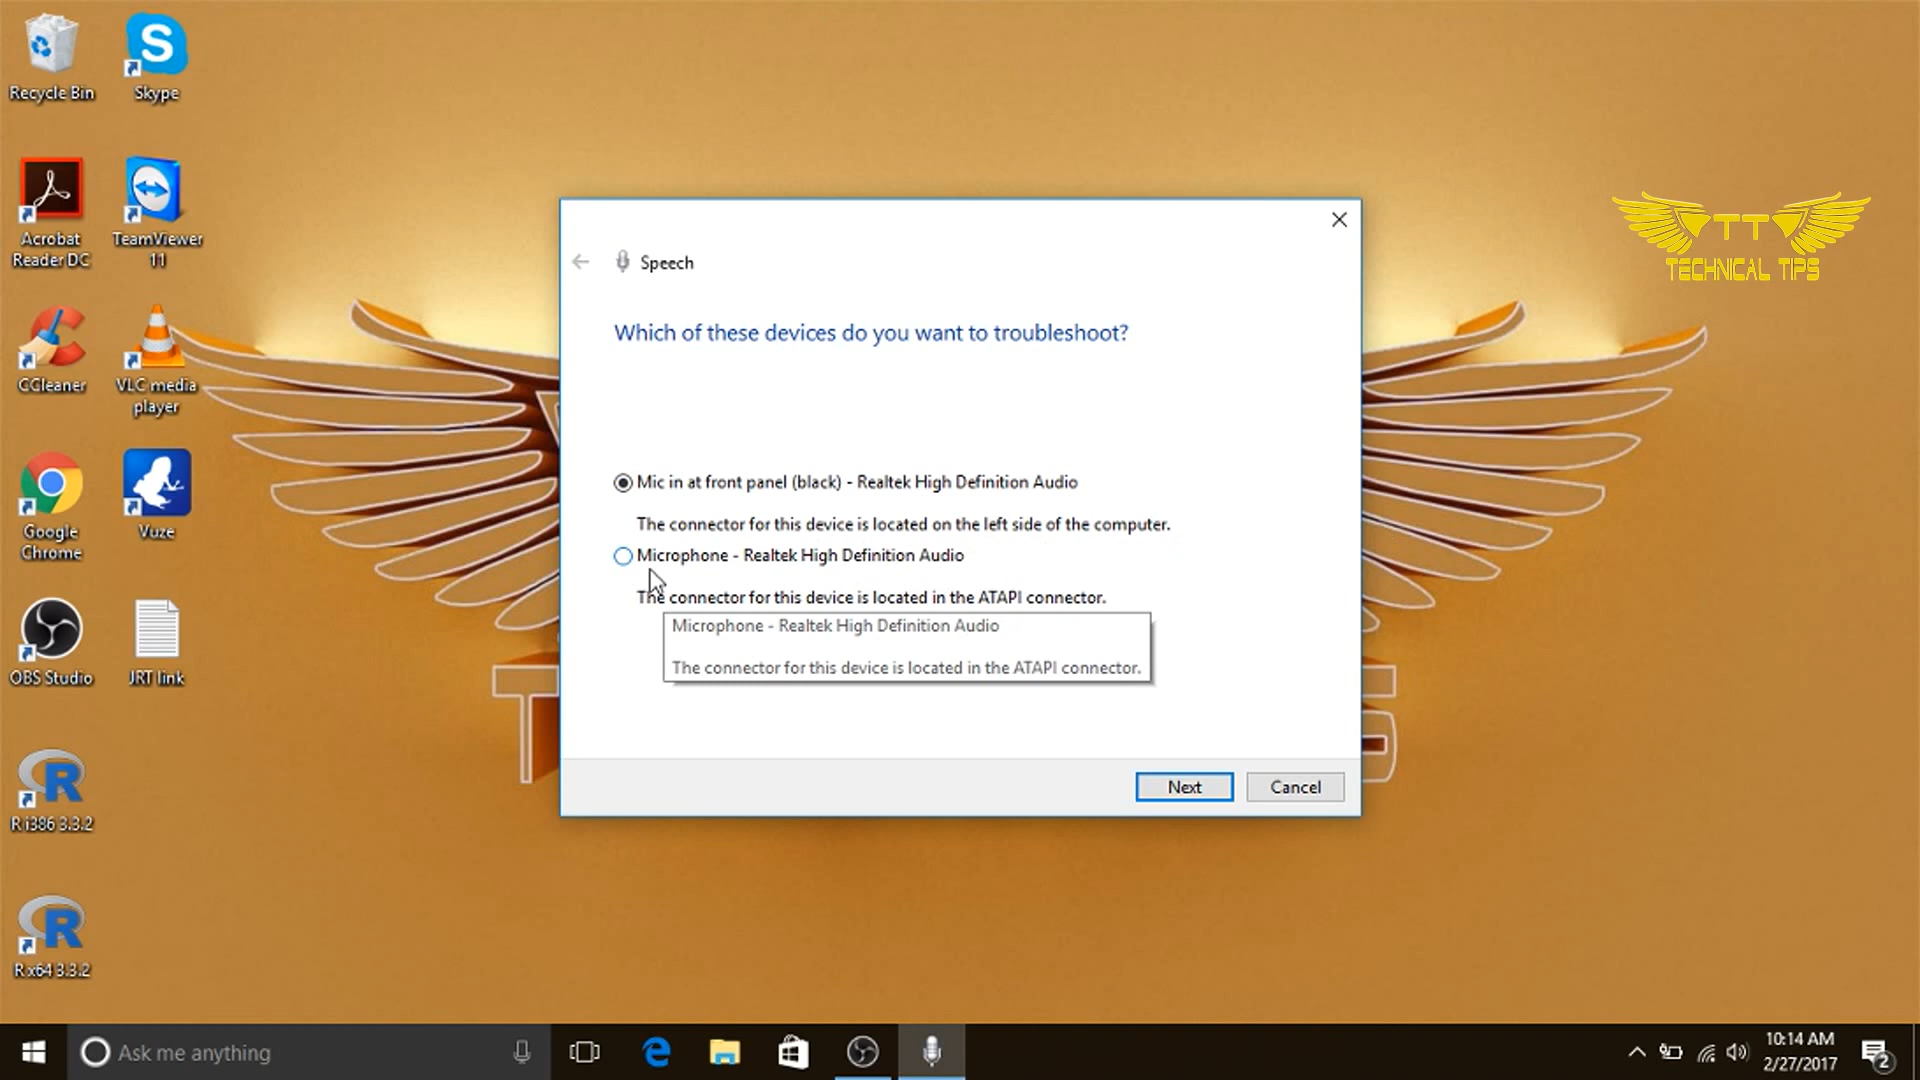 Recycle Bin
Skype
Acrobat
Reader DC
TeamViewer
11
CCleaner
VLC media
player
Google
Chrome
Vuze
OBS Studio
JRT link
R i386 3.3.2
R x64 3.3.2
TT
TECHNICAL TIPS
Speech
Which of these devices do you want to troubleshoot?
Mic in at front panel (black) - Realtek High Definition Audio
The connector for this device is located on the left side of the computer.
Microphone - Realtek High Definition Audio
The connector for this device is located in the ATAPI connector.
Microphone - Realtek High Definition Audio
The connector for this device is located in the ATAPI connector.
Next
Cancel
Ask me anything
10:14 AM
2/27/2017
2